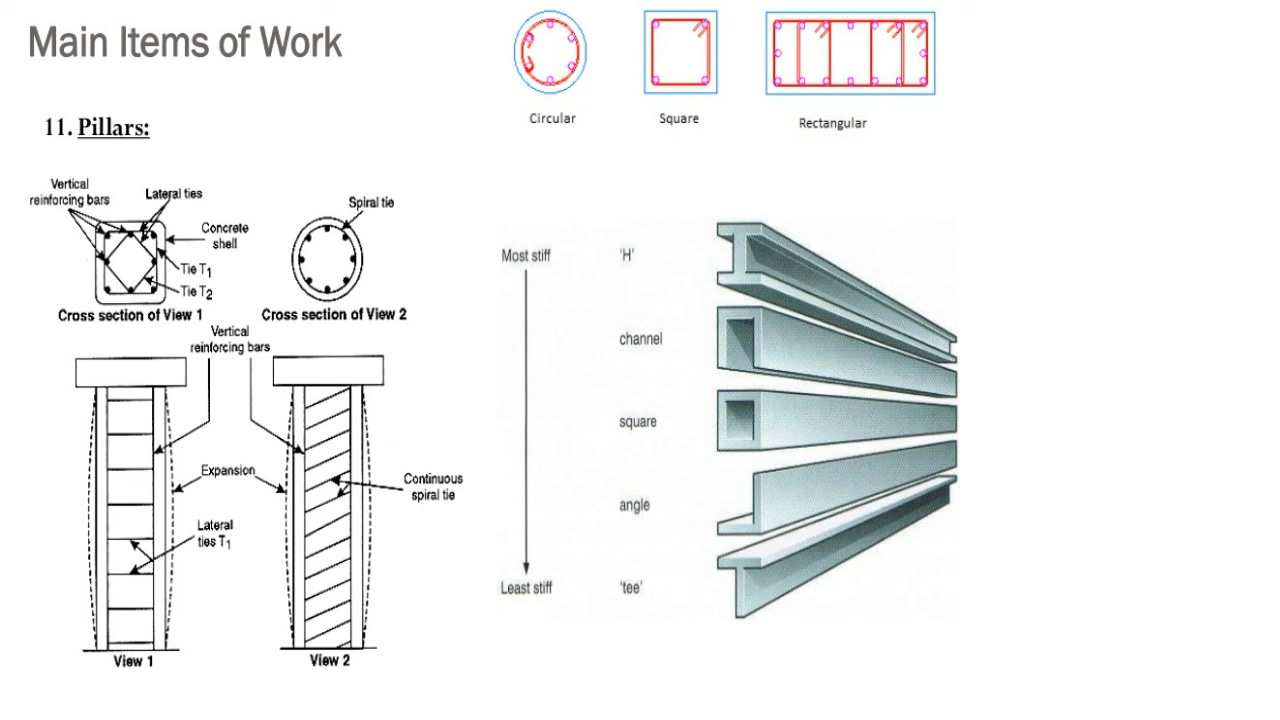 Main Items of Work
11. Pillars:
Circular
Square
Rectangular
Vertical
reinforcing bars
Lateral ties
Concrete
shell
Tie T1
Tie T2
Cross section of View 1
Spiral tie
Cross section of View 2
Vertical
reinforcing bars
Expansion
Continuous
spiral tie
Lateral
ties T1
View 1
View 2
Most stiff
'H'
channel
square
angle
Least stiff
'tee'